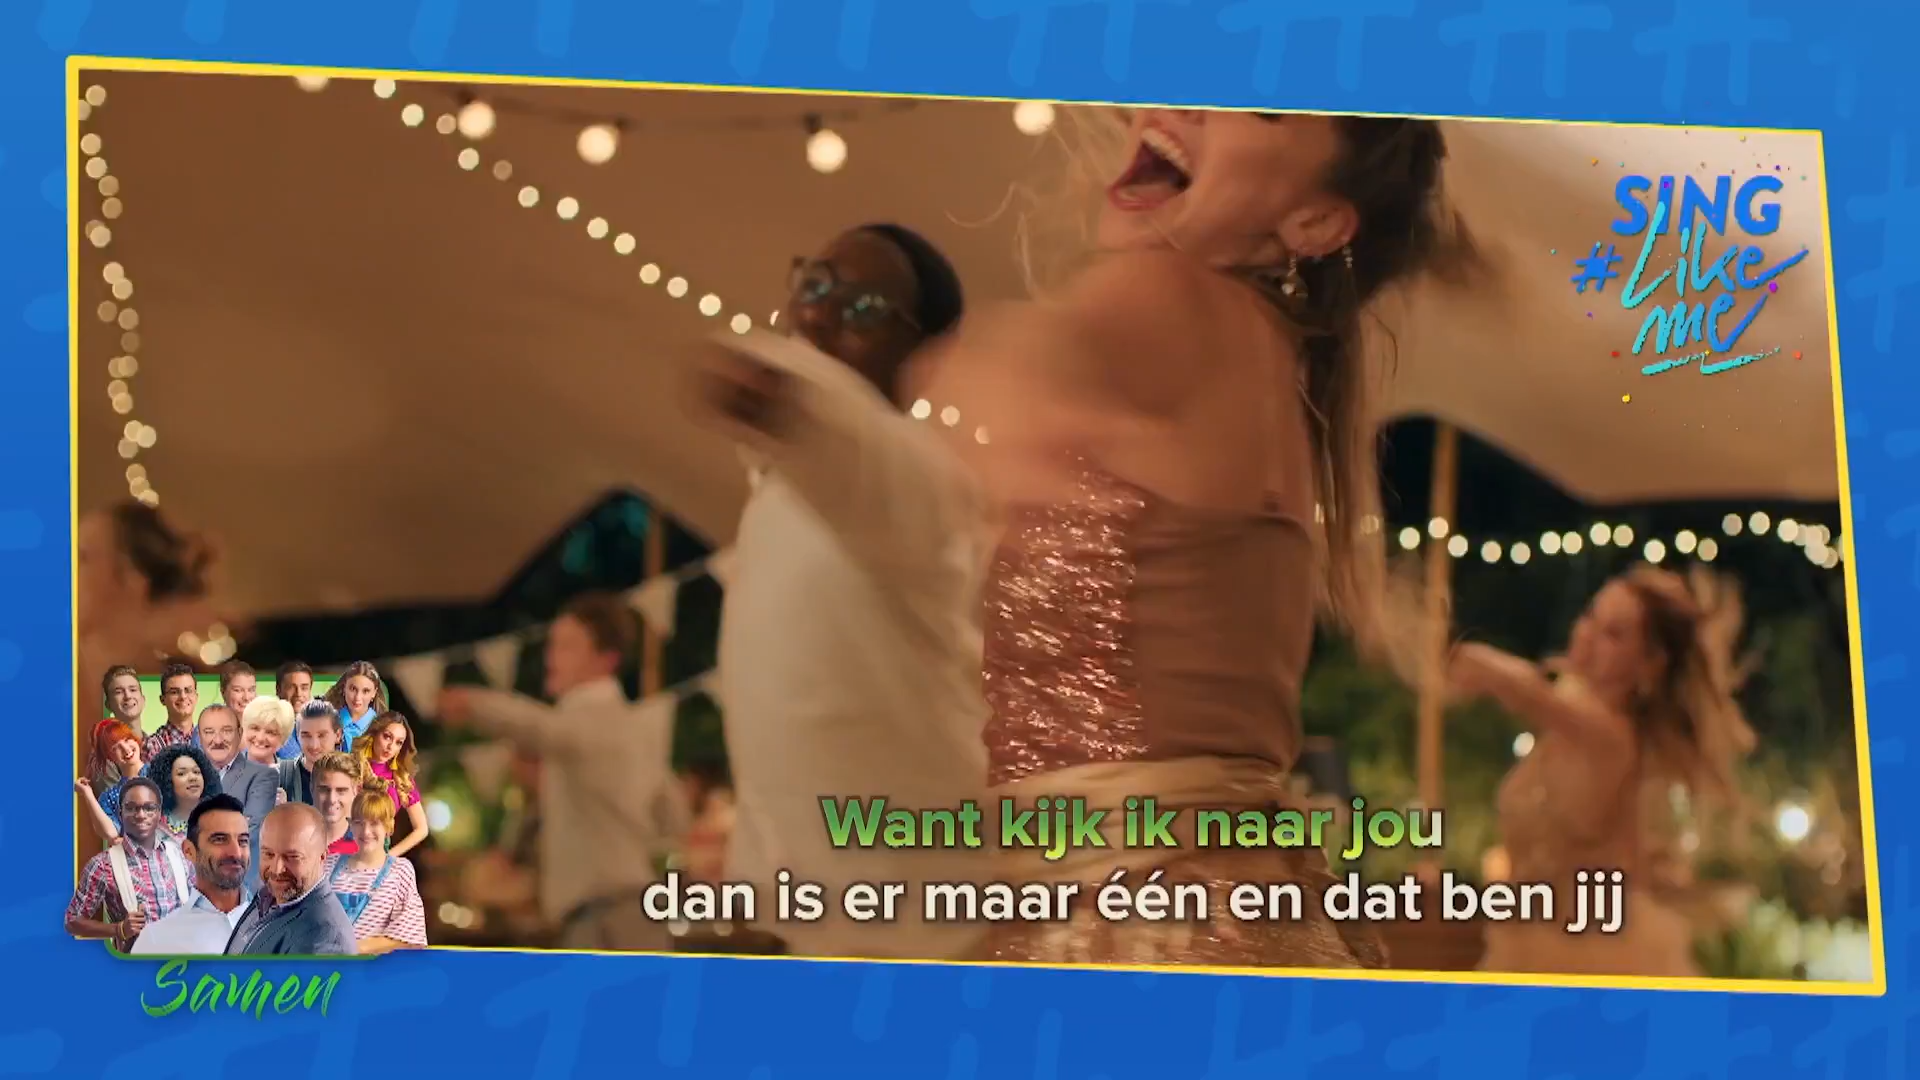 SING
#Like
me
Want kijk ik naar jou
dan is er maar één en dat ben jij
Samen